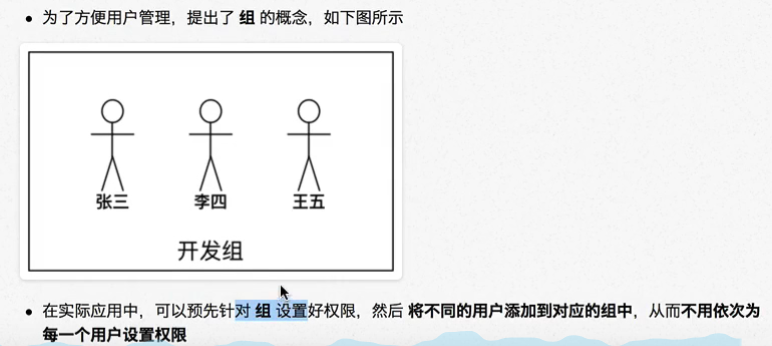 为了方便用户管理，提出了 组 的概念，如下图所示
张三 李四 王五
开发组
在实际应用中，可以预先针对 组 设置好权限，然后 将不同的用户添加到对应的组中，从而不用依次为
每一个用户设置权限